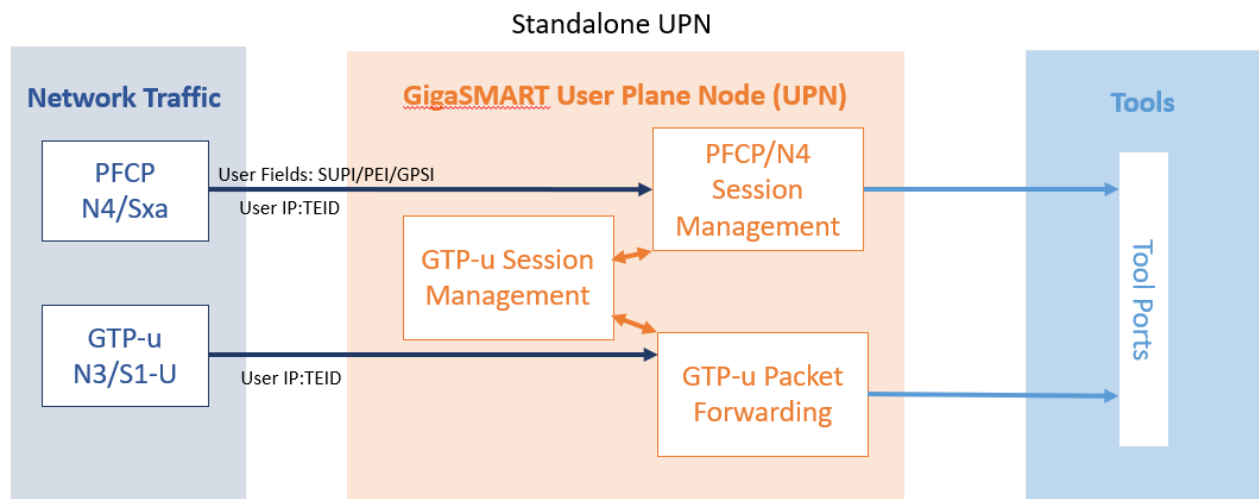 Standalone UPN
Network Traffic
GigaSMART User Plane Node (UPN)
Tools
PFCP
N4/Sxa
User Fields: SUPI/PEI/GPSI
User IP:TEID
PFCP/N4
Session
Management
GTP-u Session
Management
GTP-u
N3/S1-U
User IP:TEID
GTP-u Packet
Forwarding
Tool Ports